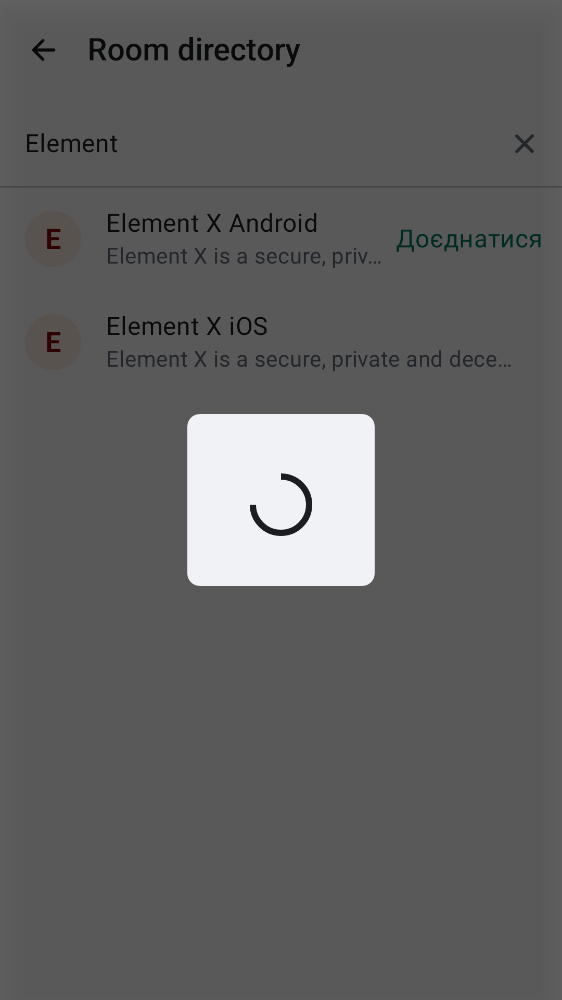 Room directory
Element
E
Element X Android
Element X is a secure, priv…
Доєднатися
E
Element X iOS
Element X is a secure, private and dece…